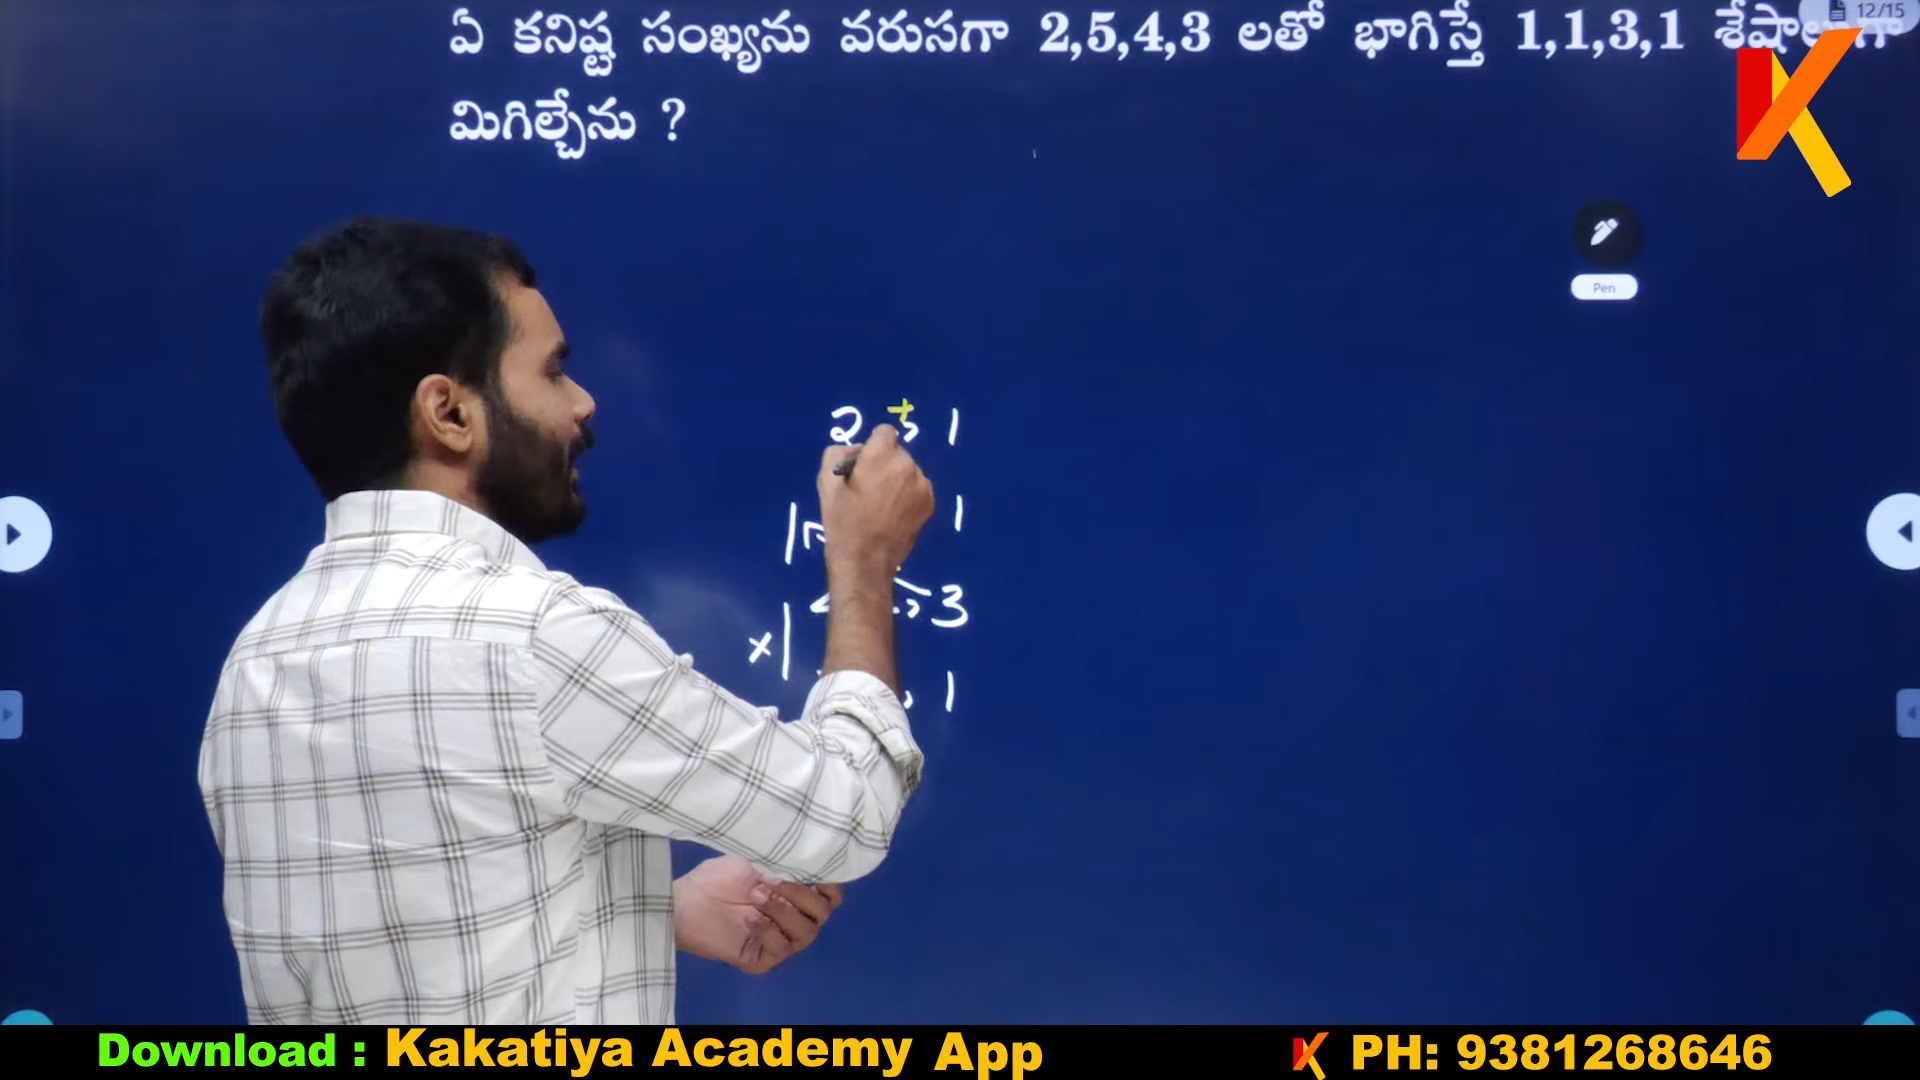 ఏ కనిష్ట సంఖ్యను వరుసగా 2,5,4,3 లతో భాగిస్తే 1,1,3,1
మిగిల్చేను ?
12/15
Pen
2 1
1
3
x
1
Download : Kakatiya Academy App
PH: 9381268646